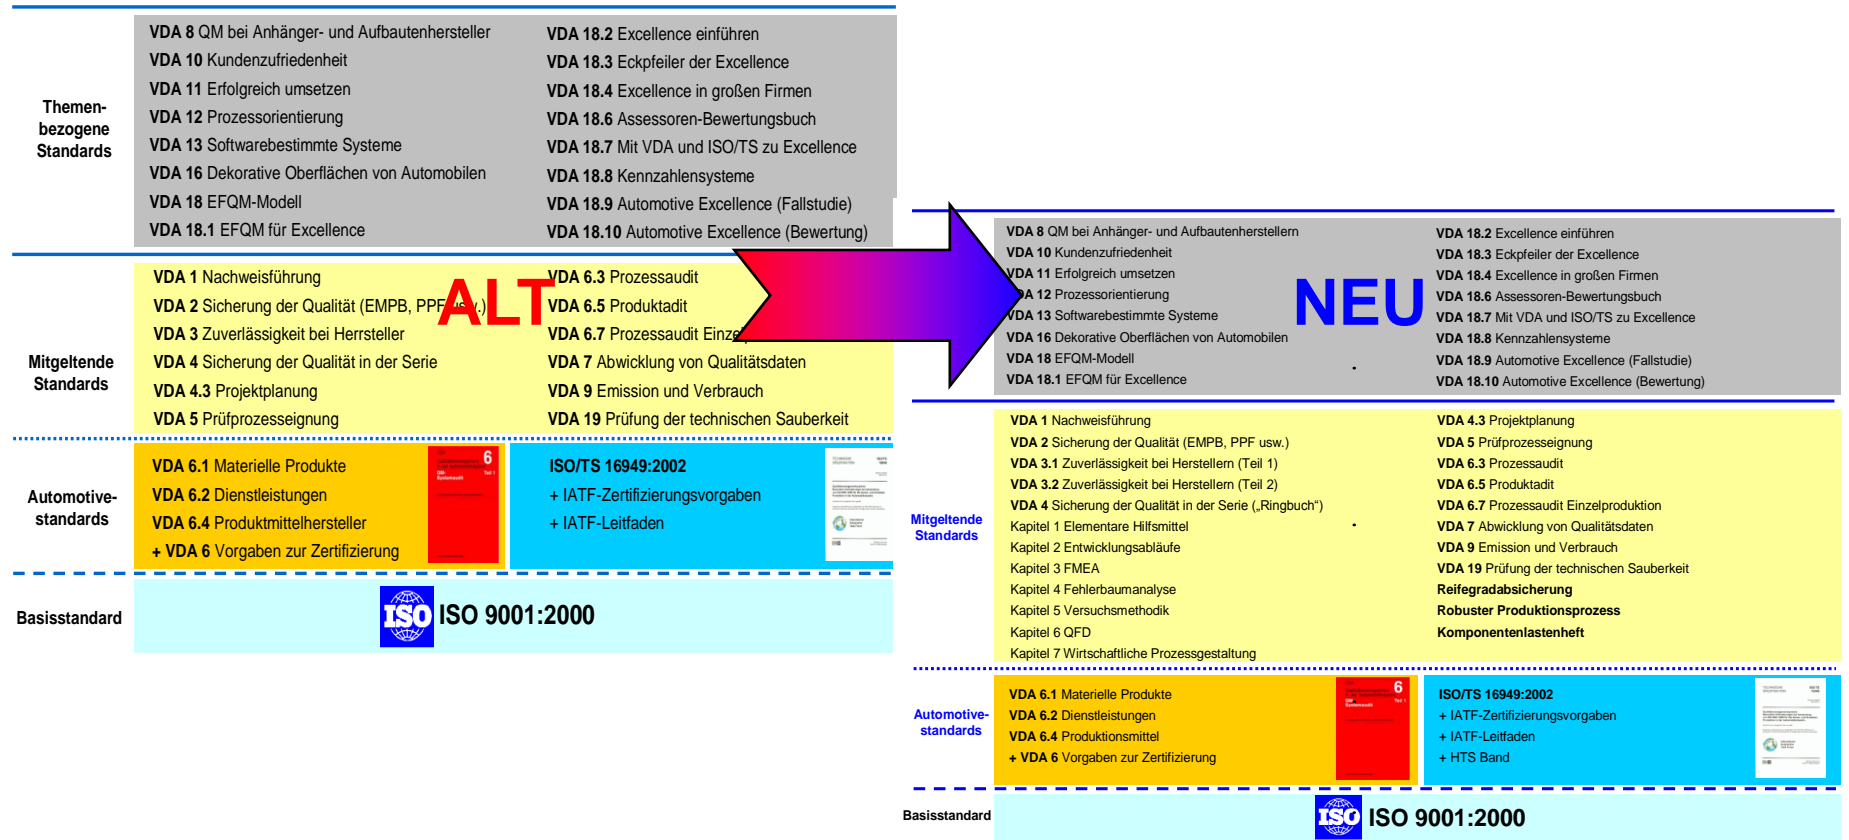 Themen-
bezogene
Standards
VDA 8 QM bei Anhänger- und Aufbautenhersteller
VDA 10 Kundenzufriedenheit
VDA 11 Erfolgreich umsetzen
VDA 12 Prozessorientierung
VDA 13 Softwarebestimmte Systeme
VDA 16 Dekorative Oberflächen von Automobilen
VDA 18 EFQM-Modell
VDA 18.1 EFQM für Excellence
VDA 18.2 Excellence einführen
VDA 18.3 Eckpfeiler der Excellence
VDA 18.4 Excellence in großen Firmen
VDA 18.6 Assessoren-Bewertungsbuch
VDA 18.7 Mit VDA und ISO/TS zu Excellence
VDA 18.8 Kennzahlensysteme
VDA 18.9 Automotive Excellence (Fallstudie)
VDA 18.10 Automotive Excellence (Bewertung)
ALT
Mitgeltende
Standards
VDA 1 Nachweisführung
VDA 2 Sicherung der Qualität (EMPB, PPF usw.)
VDA 3 Zuverlässigkeit bei Herrsteller
VDA 4 Sicherung der Qualität in der Serie
VDA 4.3 Projektplanung
VDA 5 Prüfprozesseignung
VDA 6.3 Prozessaudit
VDA 6.5 Produktadit
VDA 6.7 Prozessaudit
VDA 7 Abwicklung von Qualitätsdaten
VDA 9 Emission und Verbrauch
VDA 19 Prüfung der technischen Sauberkeit
Automotive-
standards
VDA 6.1 Materielle Produkte
VDA 6.2 Dienstleistungen
VDA 6.4 Produktmittelhersteller
+ VDA 6 Vorgaben zur Zertifizierung
6
Teil 1
Systemaudit
ISO/TS 16949:2002
+ IATF-Zertifizierungsvorgaben
+ IATF-Leitfaden
Basisstandard
ISO
ISO 9001:2000
VDA 8 QM bei Anhänger- und Aufbautenherstellern
VDA 10 Kundenzufriedenheit
VDA 11 Erfolgreich umsetzen
VDA 12 Prozessorientierung
VDA 13 Softwarebestimmte Systeme
VDA 16 Dekorative Oberflächen von Automobilen
VDA 18 EFQM-Modell
VDA 18.1 EFQM für Excellence
NEU
VDA 18.2 Excellence einführen
VDA 18.3 Eckpfeiler der Excellence
VDA 18.4 Excellence in großen Firmen
VDA 18.6 Assessoren-Bewertungsbuch
VDA 18.7 Mit VDA und ISO/TS zu Excellence
VDA 18.8 Kennzahlensysteme
VDA 18.9 Automotive Excellence (Fallstudie)
VDA 18.10 Automotive Excellence (Bewertung)
Mitgeltende
Standards
VDA 1 Nachweisführung
VDA 2 Sicherung der Qualität (EMPB, PPF usw.)
VDA 3.1 Zuverlässigkeit bei Herstellern (Teil 1)
VDA 3.2 Zuverlässigkeit bei Herstellern (Teil 2)
VDA 4 Sicherung der Qualität in der Serie („Ringbuch“)
Kapitel 1 Elementare Hilfsmittel
Kapitel 2 Entwicklungsabläufe
Kapitel 3 FMEA
Kapitel 4 Fehlerbaumanalyse
Kapitel 5 Versuchsmethodik
Kapitel 6 QFD
Kapitel 7 Wirtschaftliche Prozessgestaltung
VDA 4.3 Projektplanung
VDA 5 Prüfprozesseignung
VDA 6.3 Prozessaudit
VDA 6.5 Produktadit
VDA 6.7 Prozessaudit Einzelproduktion
VDA 7 Abwicklung von Qualitätsdaten
VDA 9 Emission und Verbrauch
VDA 19 Prüfung der technischen Sauberkeit
Reifegradabsicherung
Robuster Produktionsprozess
Komponentenlastenheft
Automotive-
standards
VDA 6.1 Materielle Produkte
VDA 6.2 Dienstleistungen
VDA 6.4 Produktionsmittel
+ VDA 6 Vorgaben zur Zertifizierung
6
Teil 1
Systemaudit
ISO/TS 16949:2002
+ IATF-Zertifizierungsvorgaben
+ IATF-Leitfaden
+ HTS Band
Basisstandard
ISO
ISO 9001:2000